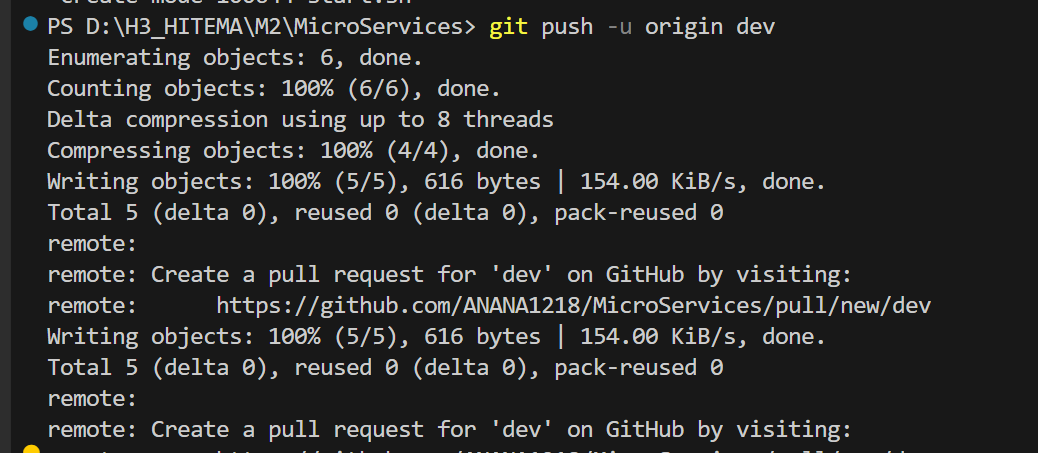 create mode 100644 start.sh
PS D:\H3_HITEMA\M2\MicroServices> git push -u origin dev
Enumerating objects: 6, done.
Counting objects: 100% (6/6), done.
Delta compression using up to 8 threads
Compressing objects: 100% (4/4), done.
Writing objects: 100% (5/5), 616 bytes | 154.00 KiB/s, done.
Total 5 (delta 0), reused 0 (delta 0), pack-reused 0
remote:
remote: Create a pull request for 'dev' on GitHub by visiting:
remote:      https://github.com/ANANA1218/MicroServices/pull/new/dev
Writing objects: 100% (5/5), 616 bytes | 154.00 KiB/s, done.
Total 5 (delta 0), reused 0 (delta 0), pack-reused 0
remote:
remote: Create a pull request for 'dev' on GitHub by visiting: